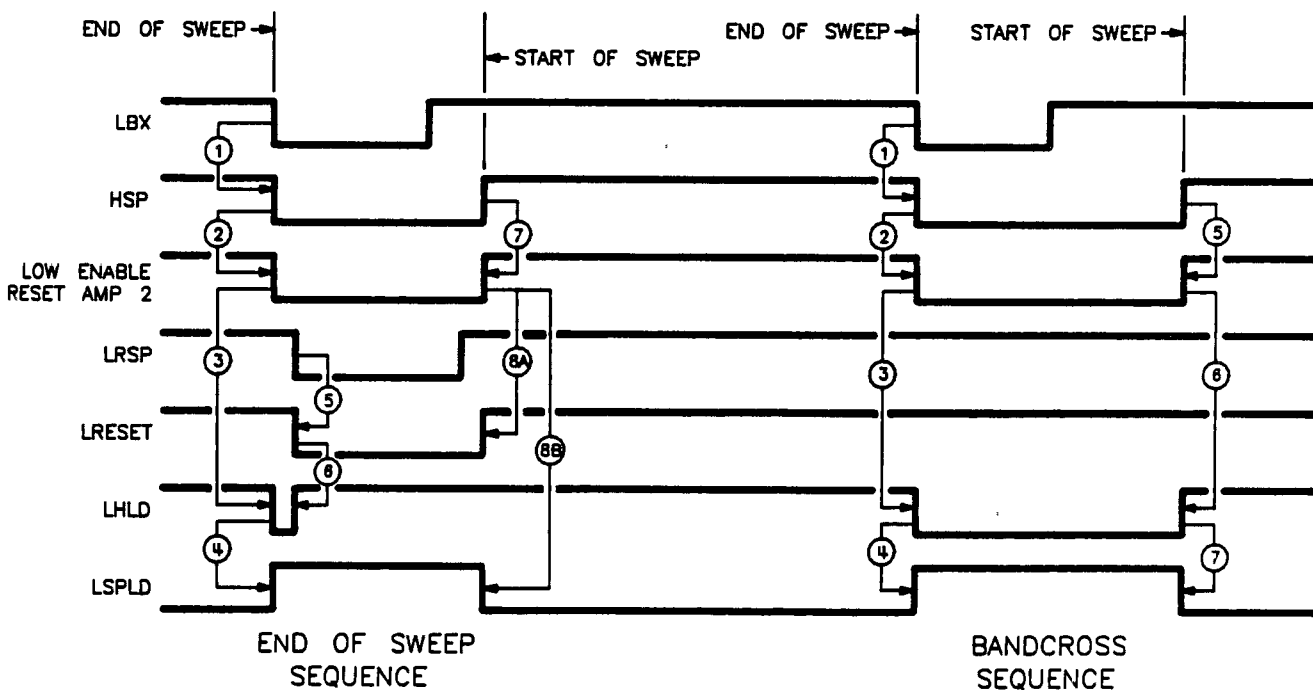 END OF SWEEP
START OF SWEEP
END OF SWEEP
START OF SWEEP
LBX
1
1
HSP
2
7
2
5
LOW ENABLE
RESET AMP 2
LRSP
3
5
8A
3
6
LRESET
6
8B
LHLD
4
4
7
LSPLD
END OF SWEEP
SEQUENCE
BANDCROSS
SEQUENCE